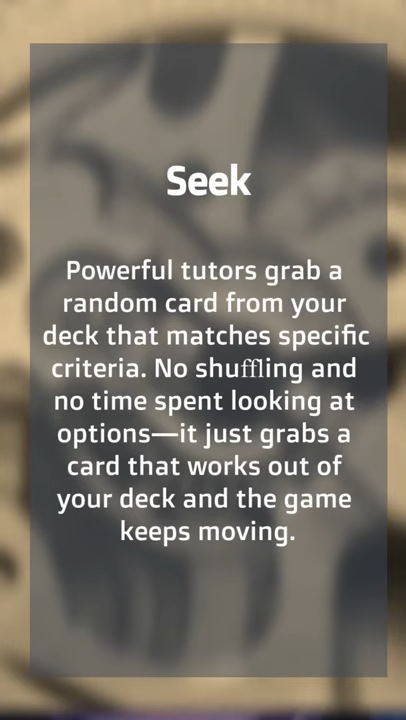 Seek
Powerful tutors grab a
random card from your
deck that matches specific
criteria. No shuffling and
no time spent looking at
options—it just grabs a
card that works out of
your deck and the game
keeps moving.